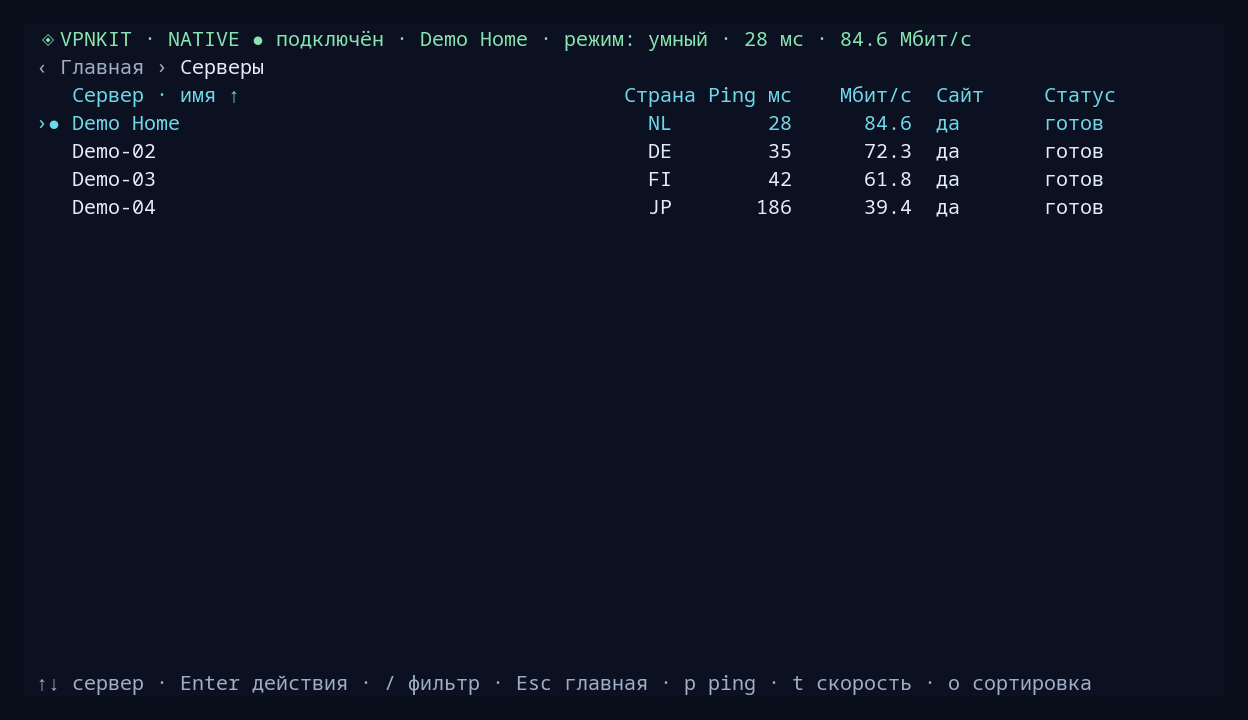 ◈ VPNKIT · NATIVE ● подключён · Demo Home · режим: умный · 28 мс · 84.6 Мбит/с
‹ Главная › Серверы
Сервер · имя ↑ Страна Ping мс Мбит/с Сайт Статус
›● Demo Home NL 28 84.6 да готов
Demo-02 DE 35 72.3 да готов
Demo-03 FI 42 61.8 да готов
Demo-04 JP 186 39.4 да готов
↑↓ сервер · Enter действия · / фильтр · Esc главная · p ping · t скорость · o сортировка